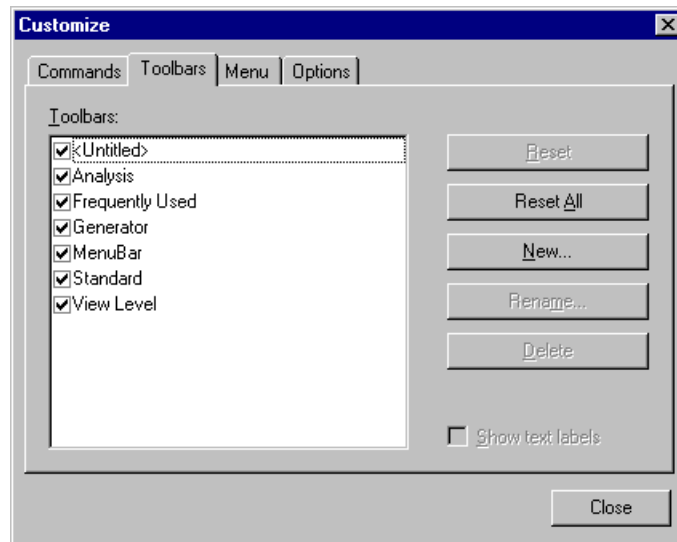 Customize
Commands Toolbars Menu Options
Toolbars:
<Untitled>
Analysis
Frequently Used
Generator
MenuBar
Standard
View Level
Reset
Reset All
New...
Rename...
Delete
Show text labels
Close